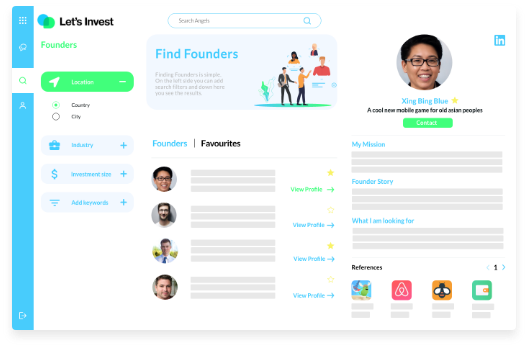 Let's Invest
Search Angels
Founders
Location
Country
City
Industry
Investment size
Add keywords
Find Founders
Finding Founders is simple.
On the left side you can add
search filters and down here
you see the results.
Founders | Favourites
View Profile
View Profile
View Profile
View Profile
Xing Bing Blue
A cool new mobile game for old asian peoples
Contact
My Mission
Founder Story
What I am looking for
References
1
in